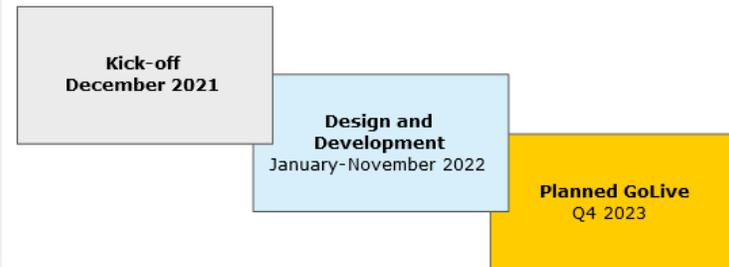 Kick-off
December 2021
Design and
Development
January-November 2022
Planned GoLive
Q4 2023